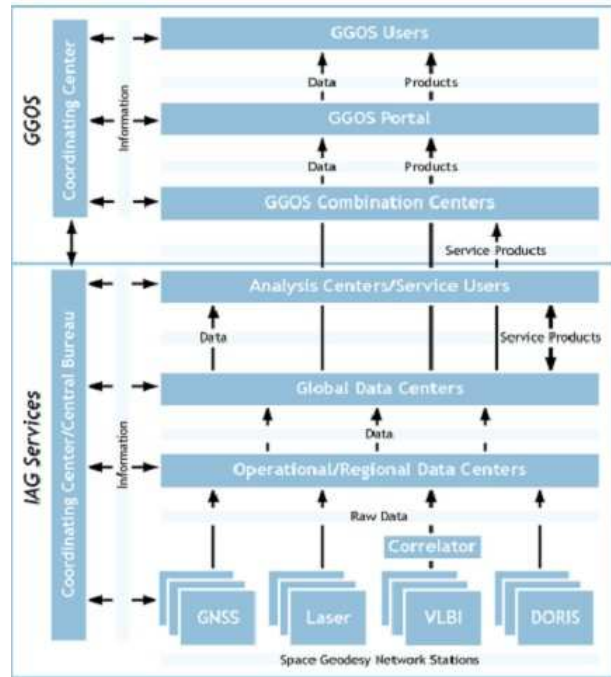 GGOS
Coordinating Center
Information
GGOS Users
Data
Products
GGOS Portal
Data
Products
GGOS Combination Centers
Service Products
IAG Services
Coordinating Center/Central Bureau
Information
Analysis Centers/Service Users
Data
Service Products
Global Data Centers
Data
Operational/Regional Data Centers
Raw Data
Correlator
GNSS
Laser
VLBI
DORIS
Space Geodesy Network Stations